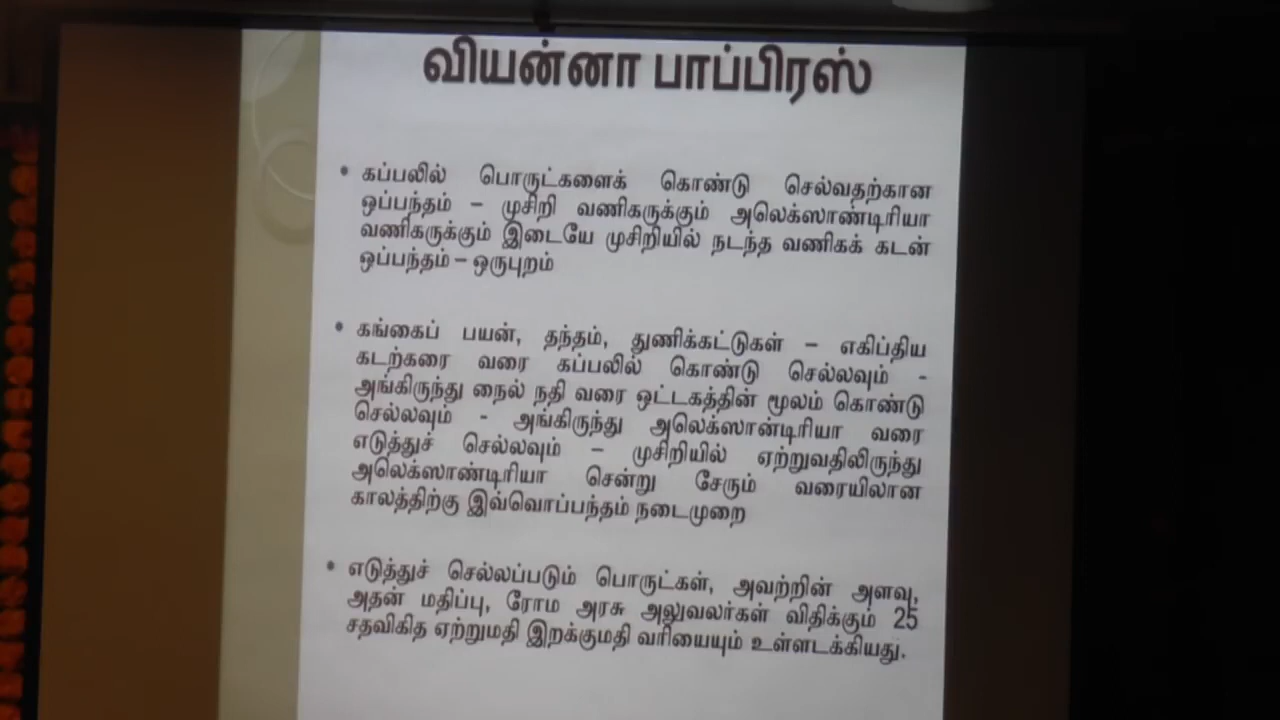 வியன்னா பாப்பிரஸ்
• கப்பலில் பொருட்களைக் கொண்டு செல்வதற்கான
ஒப்பந்தம் – முசிறி வணிகருக்கும் அலெக்ஸாண்டிரியா
வணிகருக்கும் இடையே முசிறியில் நடந்த வணிகக் கடன்
ஒப்பந்தம் – ஒருபுறம்
• கங்கைப் பயன், தந்தம், துணிக்கட்டுகள் – எகிப்திய
கடற்கரை வரை கப்பலில் கொண்டு செல்லவும் -
அங்கிருந்து நைல் நதி வரை ஒட்டகத்தின் மூலம் கொண்டு
செல்லவும் - அங்கிருந்து அலெக்ஸான்டிரியா வரை
எடுத்துச் செல்லவும் – முசிறியில் ஏற்றுவதிலிருந்து
அலெக்ஸாண்டிரியா சென்று சேரும் வரையிலான
காலத்திற்கு இவ்வொப்பந்தம் நடைமுறை
• எடுத்துச் செல்லப்படும் பொருட்கள், அவற்றின் அளவு,
அதன் மதிப்பு, ரோம அரசு அலுவலர்கள் விதிக்கும் 25
சதவிகித ஏற்றுமதி இறக்குமதி வரியையும் உள்ளடக்கியது.